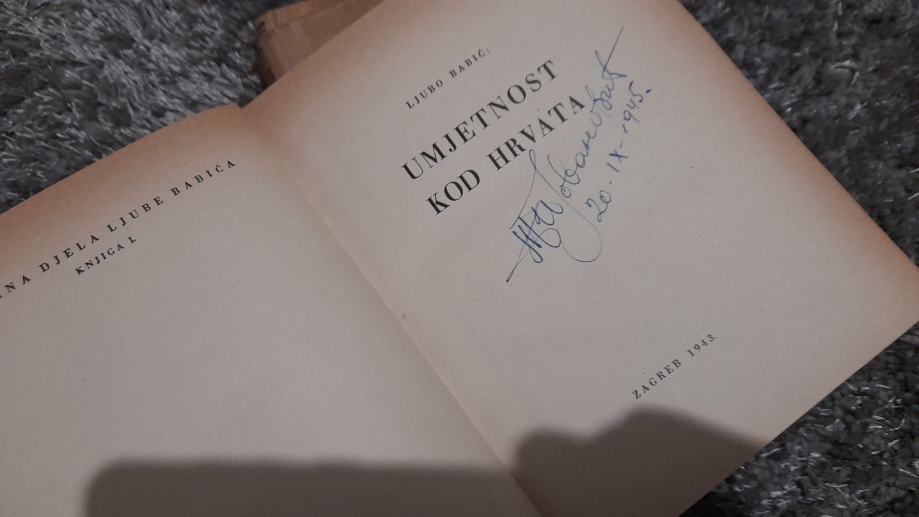 NA DJELA LJUBE BABIĆA
KNJIGA I.
LJUBO BABIĆ:
UMJETNOST
KOD HRVATA
20-IX-1945.
ZAGREB 1943.